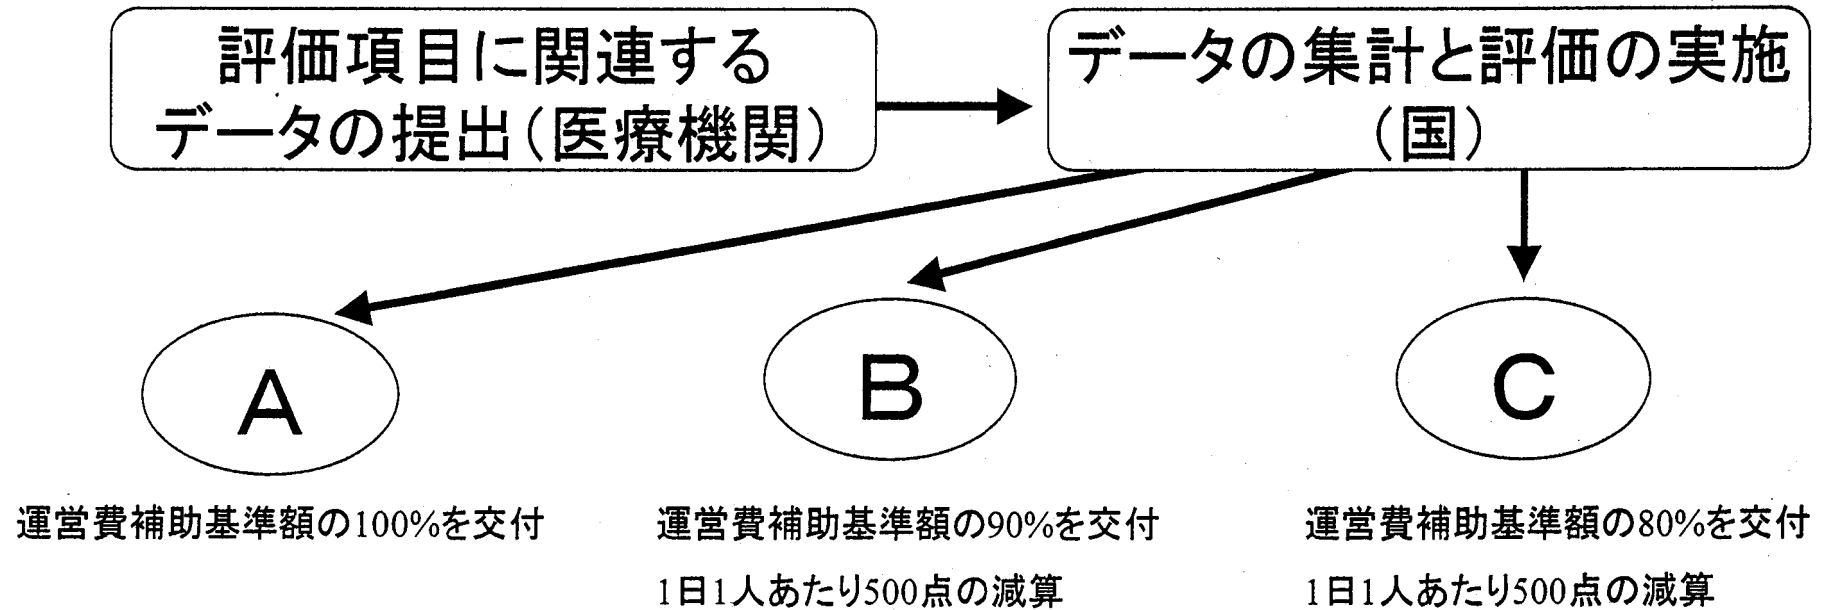 評価項目に関連する
データの提出(医療機関)
データの集計と評価の実施
(国)
A
B
C
運営費補助基準額の100%を交付
運営費補助基準額の90%を交付
1日1人あたり500点の減算
運営費補助基準額の80%を交付
1日1人あたり500点の減算